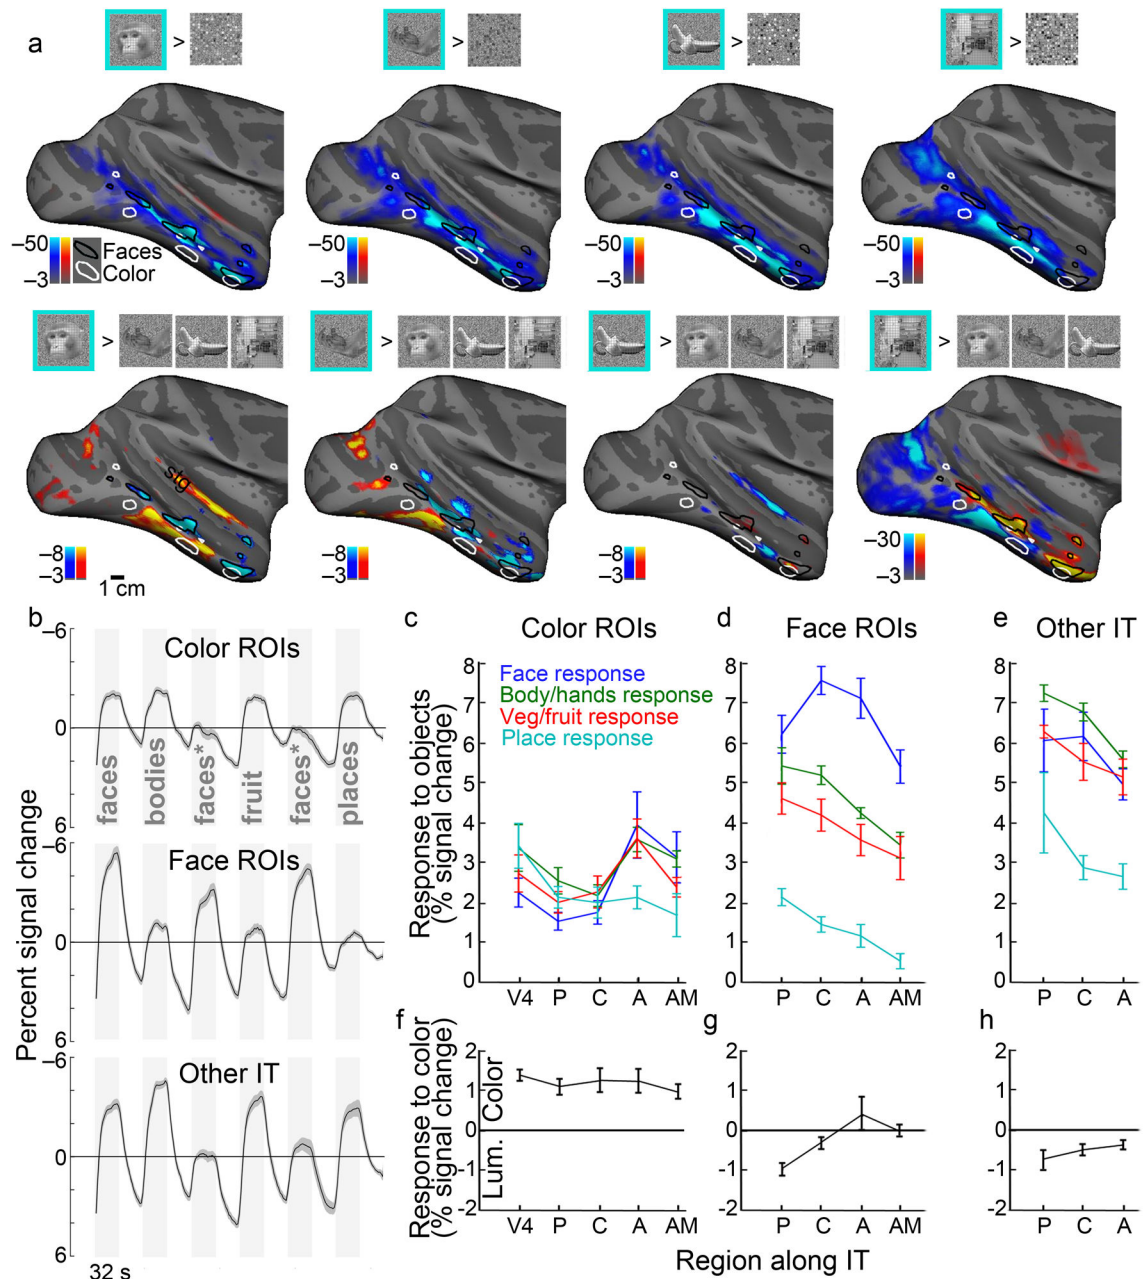 a
> > > >
–50 –50 –50 –50
Faces
–3 –3 –3 –3
Color
> > > >
stg
–8 –8 –8 –30
–3 –3 –3 –3
1 cm
b
–6
Color ROIs
0
faces bodies faces* fruit faces* places
6
–6
Face ROIs
0
6
–6
Other IT
0
6
32 s
Percent signal change
c Color ROIs
Face response
Body/hands response
Veg/fruit response
Place response
8
7
6
5
4
3
2
1
0
V4 P C A AM
Response to objects
(% signal change)
d Face ROIs
8
7
6
5
4
3
2
1
0
P C A AM
e Other IT
8
7
6
5
4
3
2
1
0
P C A
f
2
1
0
-1
-2
Color
Lum.
V4 P C A AM
Response to color
(% signal change)
g
2
1
0
-1
-2
P C A AM
h
2
1
0
-1
-2
P C A
Region along IT